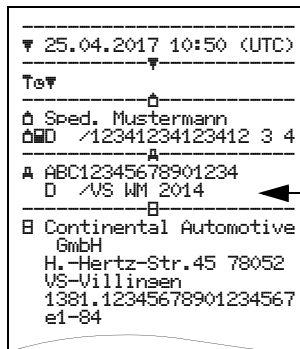 ▼ 25.04.2017 10:50 (UTC)
T⊙▼
Sped. Mustermann
D /12341234123412 3 4
ABC12345678901234
D /VS WM 2014
Continental Automotive
GmbH
H.-Hertz-Str.45 78052
VS-Villingen
1381.12345678901234567
e1-84